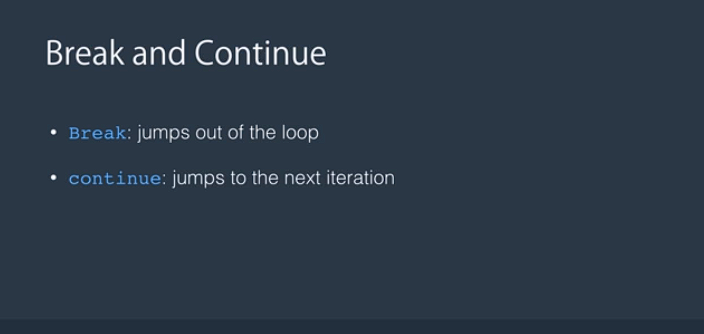 Break and Continue
• Break: jumps out of the loop
• continue: jumps to the next iteration